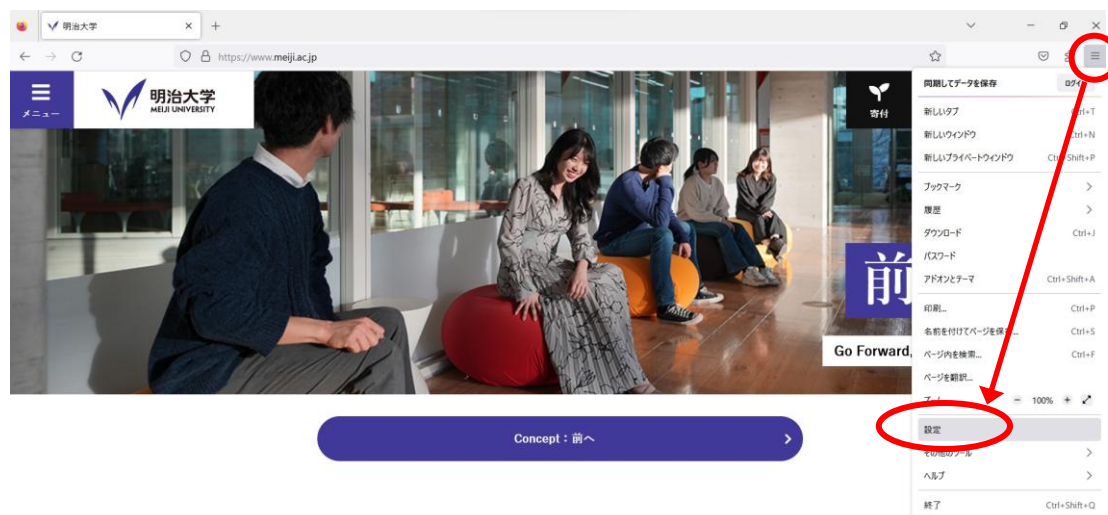 明治大学
https://www.meiji.ac.jp
メニュー
明治大学
MEIJI UNIVERSITY
寄付
前
Go Forward,
Concept：前へ
同期してデータを保存
新しいタブ Ctrl+T
新しいウィンドウ Ctrl+N
新しいプライベートウィンドウ Ctrl+Shift+P
ブックマーク
履歴
ダウンロード Ctrl+J
パスワード
アドオンとテーマ Ctrl+Shift+A
印刷... Ctrl+P
名前を付けてページを保存... Ctrl+S
ページ内を検索... Ctrl+F
ページを翻訳...
ズーム － 100% +
設定
その他のツール
ヘルプ
終了 Ctrl+Shift+Q